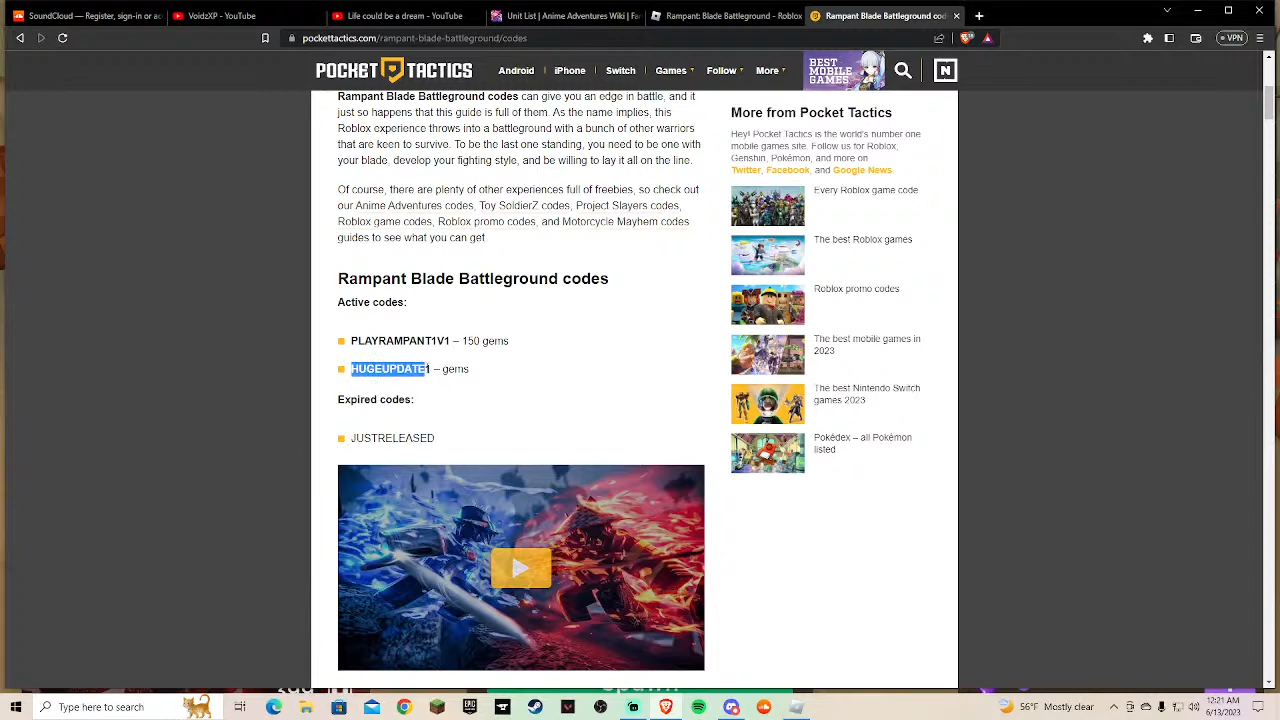 SoundCloud — Register, sign-in or ac
VoidzXP - YouTube
Life could be a dream - YouTube
Unit List | Anime Adventures Wiki | Fan
Rampant: Blade Battleground - Roblox
Rampant Blade Battleground cod
pockettactics.com/rampant-blade-battleground/codes
VPN
POCKET TACTICS
Android
iPhone
Switch
Games
Follow
More
BEST MOBILE GAMES
N
Rampant Blade Battleground codes can give you an edge in battle, and it
just so happens that this guide is full of them. As the name implies, this
Roblox experience throws into a battleground with a bunch of other warriors
that are keen to survive. To be the last one standing, you need to be one with
your blade, develop your fighting style, and be willing to lay it all on the line.
Of course, there are plenty of other experiences full of freebies, so check out
our Anime Adventures codes, Toy SoldierZ codes, Project Slayers codes,
Roblox game codes, Roblox promo codes, and Motorcycle Mayhem codes
guides to see what you can get.
Rampant Blade Battleground codes
Active codes:
PLAYRAMPANT1V1 – 150 gems
HUGEUPDATE1 – gems
Expired codes:
JUSTRELEASED
More from Pocket Tactics
Hey! Pocket Tactics is the world's number one
mobile games site. Follow us for Roblox,
Genshin, Pokémon, and more on
Twitter, Facebook, and Google News.
Every Roblox game code
The best Roblox games
Roblox promo codes
The best mobile games in
2023
The best Nintendo Switch
games 2023
Pokédex – all Pokémon
listed
Type here to search
EPIC
56°F Mostly clear
12:21 AM
6/13/2023